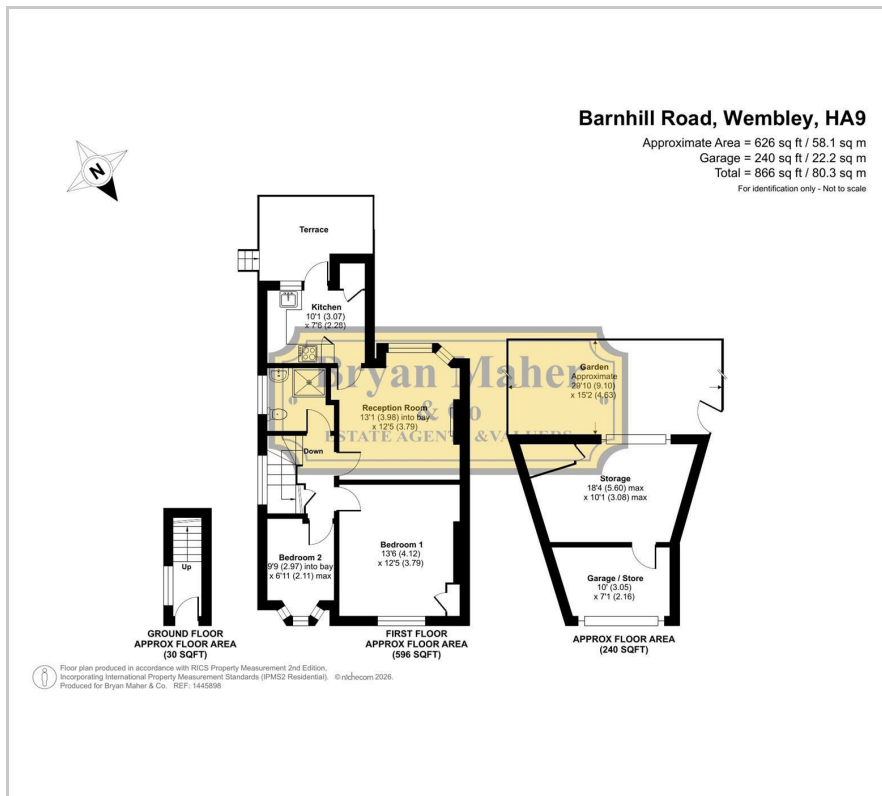 Barnhill Road, Wembley, HA9
Approximate Area = 626 sq ft / 58.1 sq m
Garage = 240 sq ft / 22.2 sq m
Total = 866 sq ft / 80.3 sq m
For identification only - Not to scale
N
Terrace
Kitchen
10'1 (3.07)
x 7'6 (2.28)
Bryan Maher
& Co
ESTATE AGENTS & VALUERS
Reception Room
13'1 (3.98) into bay
x 12'5 (3.79)
Garden
Approximate
29'10 (9.10)
x 15'2 (4.63)
Down
Storage
18'4 (5.60) max
x 10'1 (3.08) max
Bedroom 1
13'6 (4.12)
x 12'5 (3.79)
Bedroom 2
9'9 (2.97) into bay
x 6'11 (2.11) max
Garage / Store
10' (3.05)
x 7'1 (2.16)
Up
GROUND FLOOR
APPROX FLOOR AREA
(30 SQFT)
FIRST FLOOR
APPROX FLOOR AREA
(596 SQFT)
APPROX FLOOR AREA
(240 SQFT)
Floor plan produced in accordance with RICS Property Measurement 2nd Edition,
Incorporating International Property Measurement Standards (IPMS2 Residential). © nichecom 2026.
Produced for Bryan Maher & Co. REF: 1445898